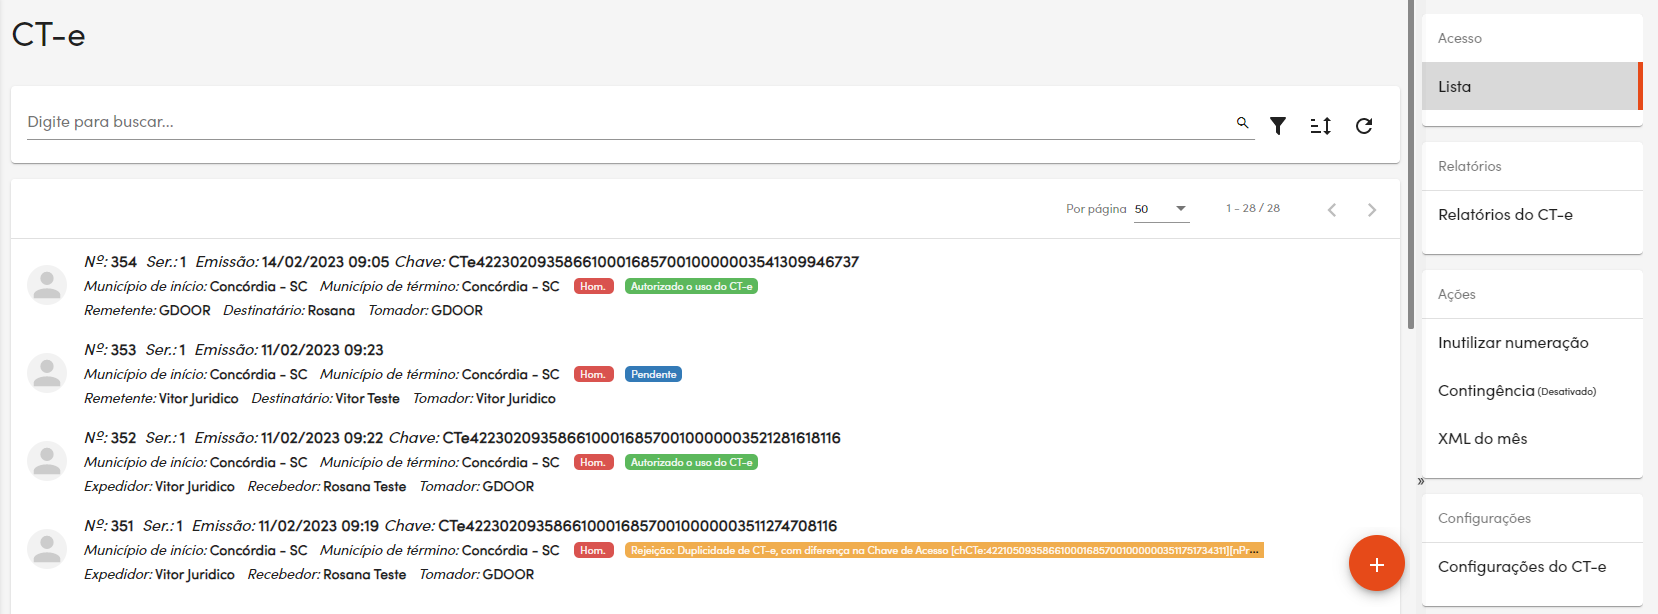 CT-e
Digite para buscar...
Por página 50 1 - 28 / 28
Nº: 354 Ser.: 1 Emissão: 14/02/2023 09:05 Chave: CTe42230209358661000168570010000003541309946737
Município de início: Concórdia - SC Município de término: Concórdia - SC Hom. Autorizado o uso do CT-e
Remetente: GDOOR Destinatário: Rosana Tomador: GDOOR
Nº: 353 Ser.: 1 Emissão: 11/02/2023 09:23
Município de início: Concórdia - SC Município de término: Concórdia - SC Hom. Pendente
Remetente: Vitor Juridico Destinatário: Vitor Teste Tomador: Vitor Juridico
Nº: 352 Ser.: 1 Emissão: 11/02/2023 09:22 Chave: CTe42230209358661000168570010000003521281618116
Município de início: Concórdia - SC Município de término: Concórdia - SC Hom. Autorizado o uso do CT-e
Expedidor: Vitor Juridico Recebedor: Rosana Teste Tomador: GDOOR
Nº: 351 Ser.: 1 Emissão: 11/02/2023 09:19 Chave: CTe42230209358661000168570010000003511274708116
Município de início: Concórdia - SC Município de término: Concórdia - SC Hom. Rejeição: Duplicidade de CT-e, com diferença na Chave de Acesso [chCTe:42210509358661000168570010000003511751734311][nP...
Expedidor: Vitor Juridico Recebedor: Rosana Teste Tomador: GDOOR
+
Acesso
Lista
Relatórios
Relatórios do CT-e
Ações
Inutilizar numeração
Contingência (Desativado)
XML do mês
»
Configurações
Configurações do CT-e